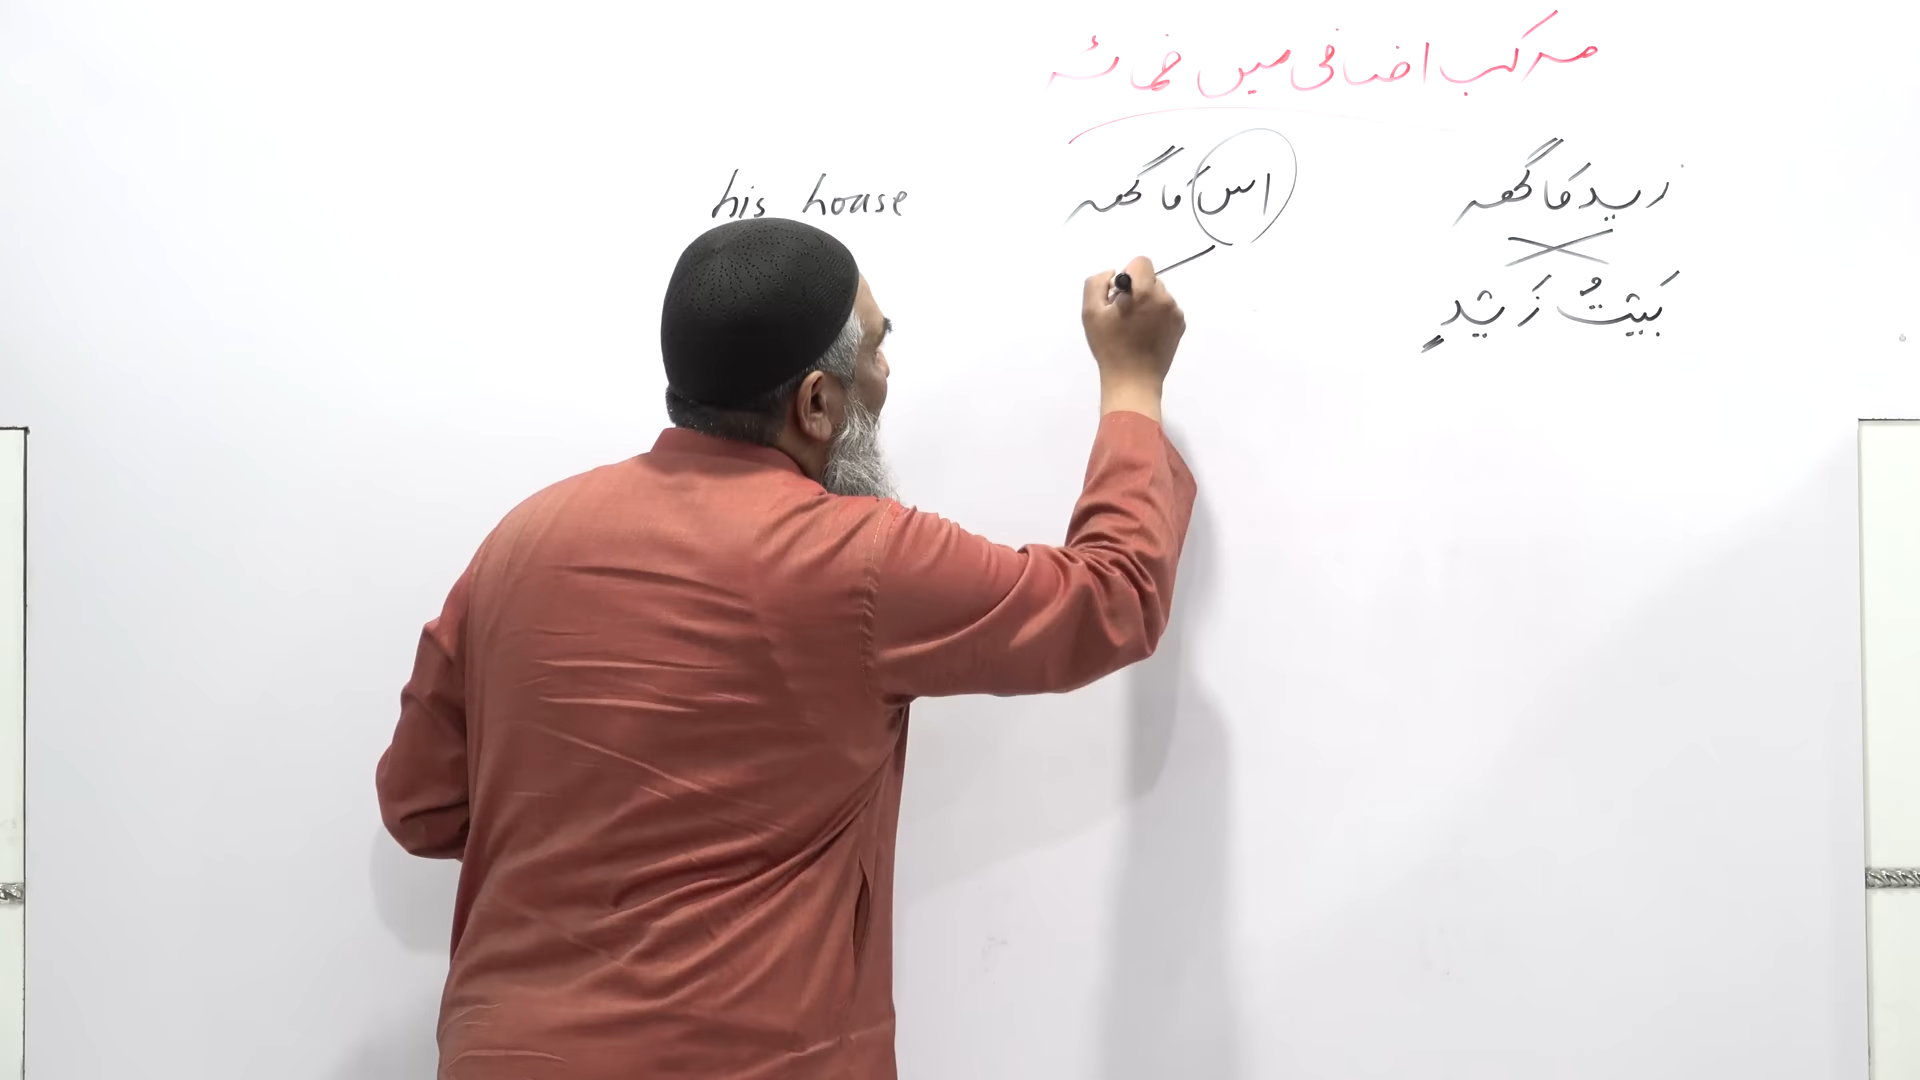 مرکب اضافی میں ضمائر
زید کا گھر
اس کا گھر
his house
بَيْتُ زَيْدٍ